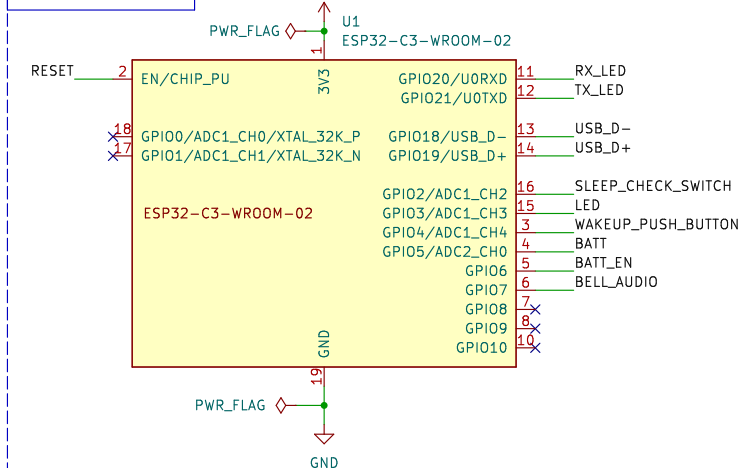 U1
PWR_FLAG
ESP32-C3-WROOM-02
1
RESET 2 EN/CHIP_PU 3V3 GPIO20/U0RXD 11 RX_LED
GPIO21/U0TXD 12 TX_LED
18 GPIO0/ADC1_CH0/XTAL_32K_P GPIO18/USB_D- 13 USB_D-
17 GPIO1/ADC1_CH1/XTAL_32K_N GPIO19/USB_D+ 14 USB_D+
GPIO2/ADC1_CH2 16 SLEEP_CHECK_SWITCH
ESP32-C3-WROOM-02 GPIO3/ADC1_CH3 15 LED
GPIO4/ADC1_CH4 3 WAKEUP_PUSH_BUTTON
GPIO5/ADC2_CH0 4 BATT
GPIO6 5 BATT_EN
GPIO7 6 BELL_AUDIO
GPIO8 7
GPIO9 8
GND GPIO10 10
19
PWR_FLAG
GND